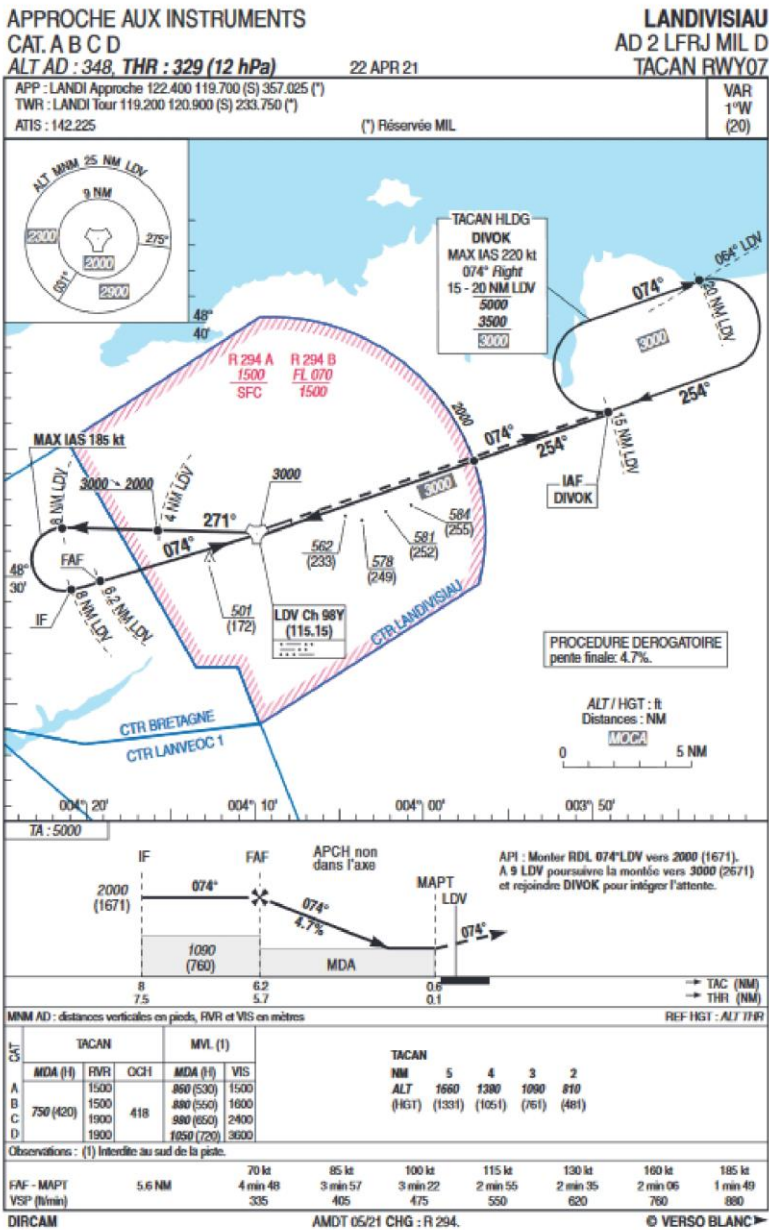 APPROCHE AUX INSTRUMENTS
LANDIVISIAU
CAT. A B C D
AD 2 LFRJ MIL D
ALT AD : 348, THR : 329 (12 hPa)
22 APR 21
TACAN RWY07
APP : LANDI Approche 122.400 119.700 (S) 357.025 (*)
TWR : LANDI Tour 119.200 120.900 (S) 233.750 (*)
ATIS : 142.225
(*) Réservée MIL
VAR
1°W
(20)
ALT MNM 25 NM LDV
9 NM
2300
275°
2000
031°
2900
TACAN HLDG
DIVOK
MAX IAS 220 kt
074° Right
15 - 20 NM LDV
5000
3500
3000
064° LDV
074°
20 NM LDV
3000
254°
48°
40'
R 294 A
1500
SFC
R 294 B
FL 070
1500
2000
074°
254°
15 NM LDV
IAF
DIVOK
MAX IAS 185 kt
3000 2000
8 NM LDV
4 NM LDV
271°
3000
3000
074°
FAF
IF
8 NM LDV
6.2 NM LDV
48°
30'
562
(233)
578
(249)
581
(252)
584
(255)
501
(172)
LDV Ch 98Y
(115.15)
CTR LANDIVISIAU
PROCEDURE DEROGATOIRE
pente finale: 4.7%.
ALT / HGT : ft
Distances : NM
MOCA
0 5 NM
CTR BRETAGNE
CTR LANVEOC 1
004° 20' 004° 10' 004° 00' 003° 50'
TA : 5000
IF
FAF
APCH non
dans l'axe
MAPT
LDV
API : Monter RDL 074°LDV vers 2000 (1671).
A 9 LDV poursuivre la montée vers 3000 (2671)
et rejoindre DIVOK pour intégrer l'attente.
2000
(1671)
074°
074°
4.7%
074°
1090
(760)
MDA
8 6.2 0.6 → TAC (NM)
7.5 5.7 0.1 → THR (NM)
MNM AD : distances verticales en pieds, RVR et VIS en mètres
REF HGT : ALT THR
CAT TACAN MVL (1)
MDA (H) RVR OCH MDA (H) VIS
A 750 (420) 1500 418 860 (530) 1500
B 1500 880 (550) 1600
C 1900 980 (650) 2400
D 1900 1050 (720) 3600
TACAN
NM 5 4 3 2
ALT 1660 1380 1090 810
(HGT) (1331) (1051) (761) (481)
Observations : (1) Interdite au sud de la piste.
70 kt 85 kt 100 kt 115 kt 130 kt 160 kt 185 kt
FAF - MAPT 5.6 NM 4 min 48 3 min 57 3 min 22 2 min 55 2 min 35 2 min 06 1 min 49
VSP (ft/min) 335 405 475 550 620 760 880
DIRCAM
AMDT 05/21 CHG : R 294.
© VERSO BLANC